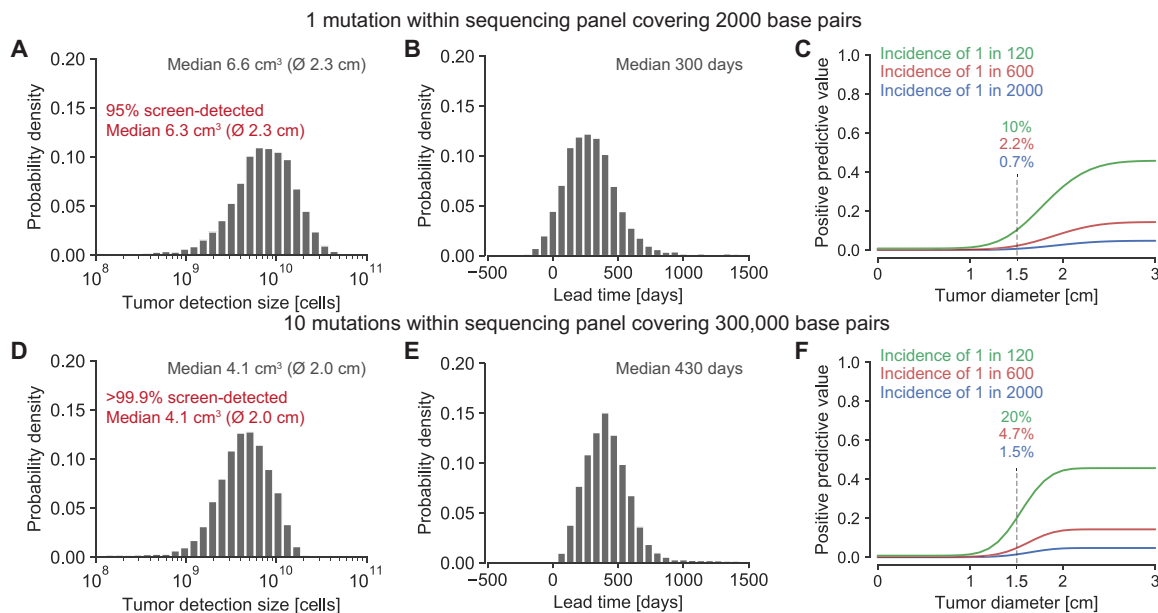 1 mutation within sequencing panel covering 2000 base pairs
A
Median 6.6 cm³ (Ø 2.3 cm)
95% screen-detected
Median 6.3 cm³ (Ø 2.3 cm)
Probability density
0.20
0.15
0.10
0.05
0.00
10⁸
10⁹
10¹⁰
10¹¹
Tumor detection size [cells]
B
Median 300 days
Probability density
0.20
0.15
0.10
0.05
0.00
−500
0
500
1000
1500
Lead time [days]
C
Incidence of 1 in 120
Incidence of 1 in 600
Incidence of 1 in 2000
10%
2.2%
0.7%
Positive predictive value
1.0
0.8
0.6
0.4
0.2
0.0
0
1
1.5
2
3
Tumor diameter [cm]
10 mutations within sequencing panel covering 300,000 base pairs
D
Median 4.1 cm³ (Ø 2.0 cm)
>99.9% screen-detected
Median 4.1 cm³ (Ø 2.0 cm)
Probability density
0.20
0.15
0.10
0.05
0.00
10⁸
10⁹
10¹⁰
10¹¹
Tumor detection size [cells]
E
Median 430 days
Probability density
0.20
0.15
0.10
0.05
0.00
−500
0
500
1000
1500
Lead time [days]
F
Incidence of 1 in 120
Incidence of 1 in 600
Incidence of 1 in 2000
20%
4.7%
1.5%
Positive predictive value
1.0
0.8
0.6
0.4
0.2
0.0
0
1
1.5
2
3
Tumor diameter [cm]